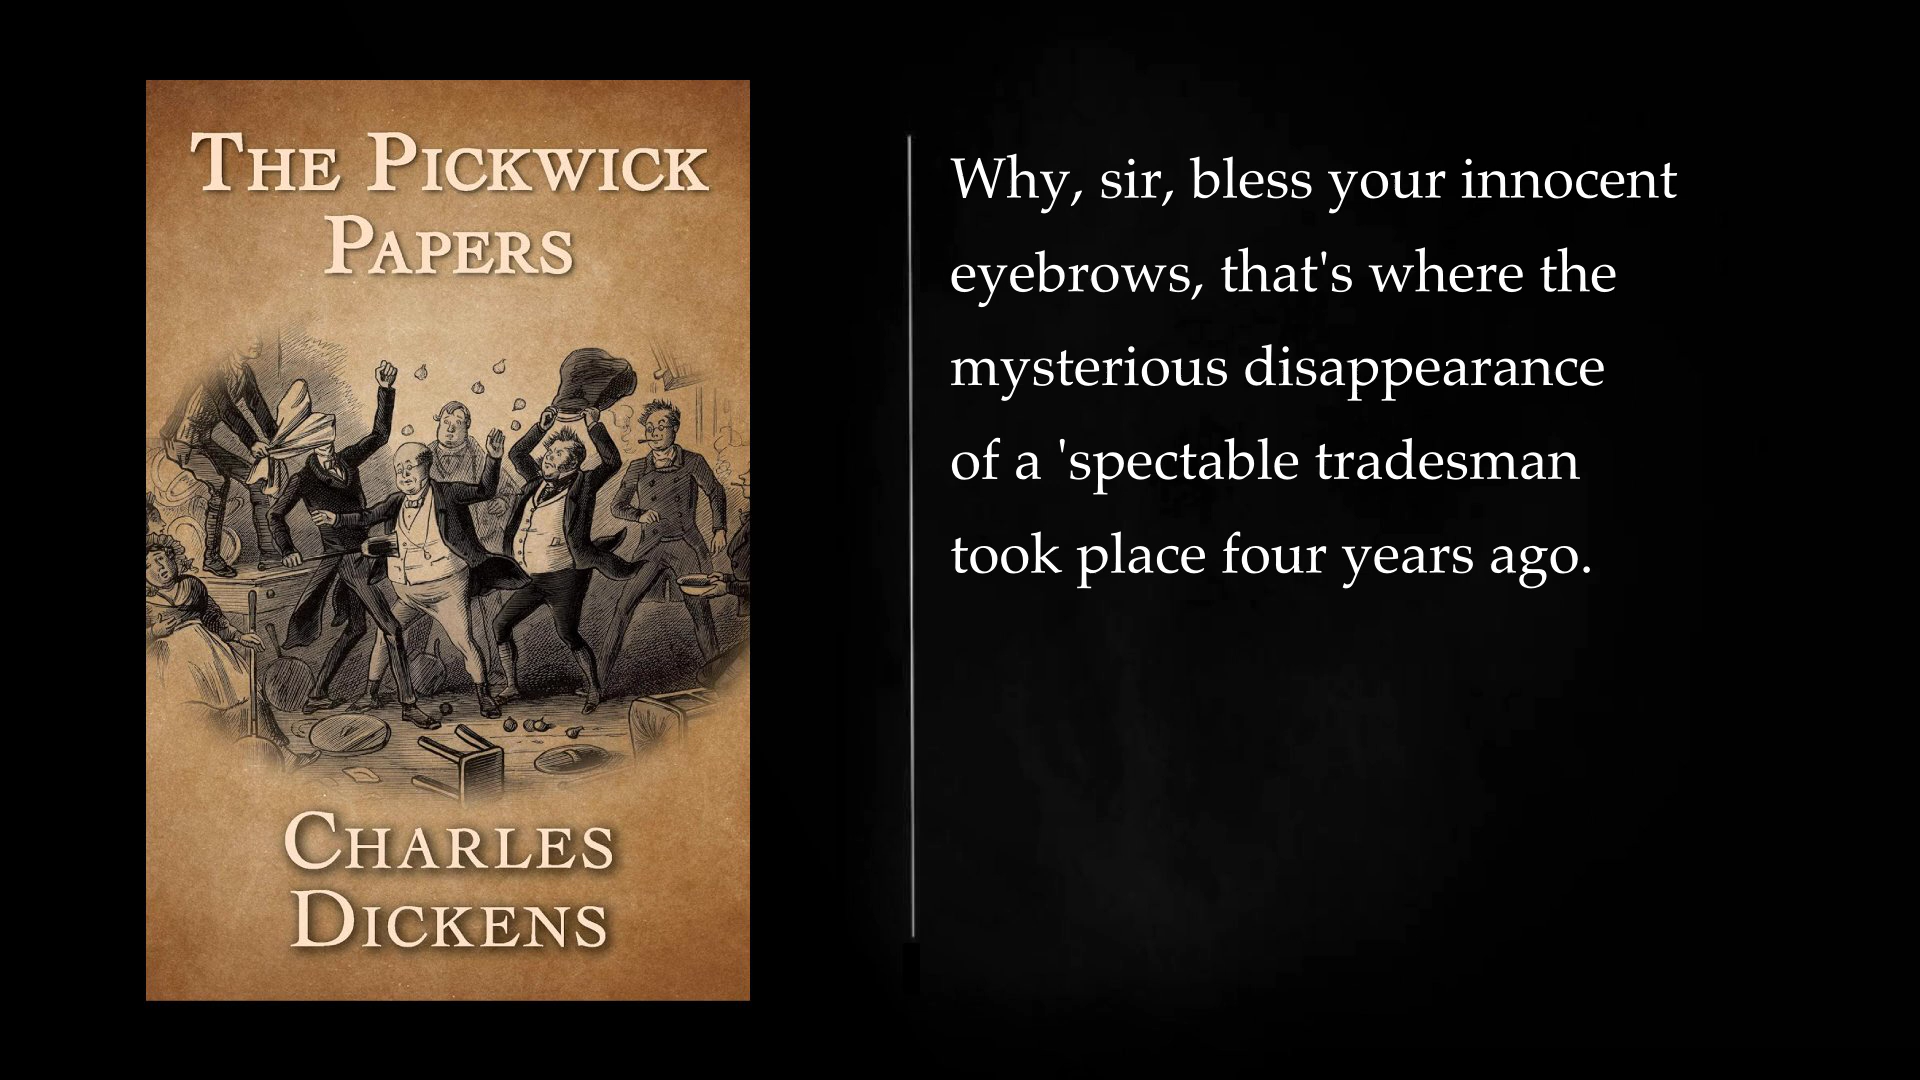 The Pickwick
Papers
Charles
Dickens
Why, sir, bless your innocent
eyebrows, that's where the
mysterious disappearance
of a 'spectable tradesman
took place four years ago.